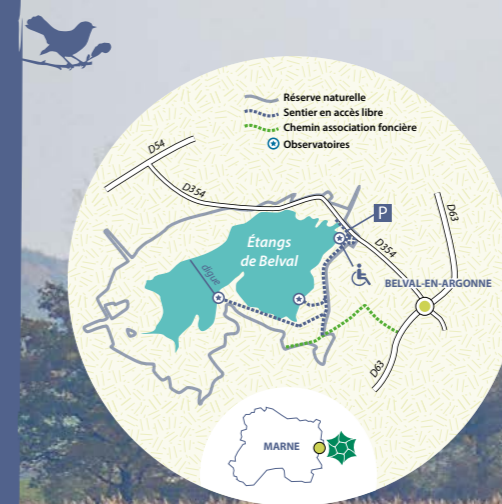 Réserve naturelle
Sentier en accès libre
Chemin association foncière
Observatoires
D54
D354
D63
P
Étangs
de Belval
D354
digue
BELVAL-EN-ARGONNE
D63
MARNE